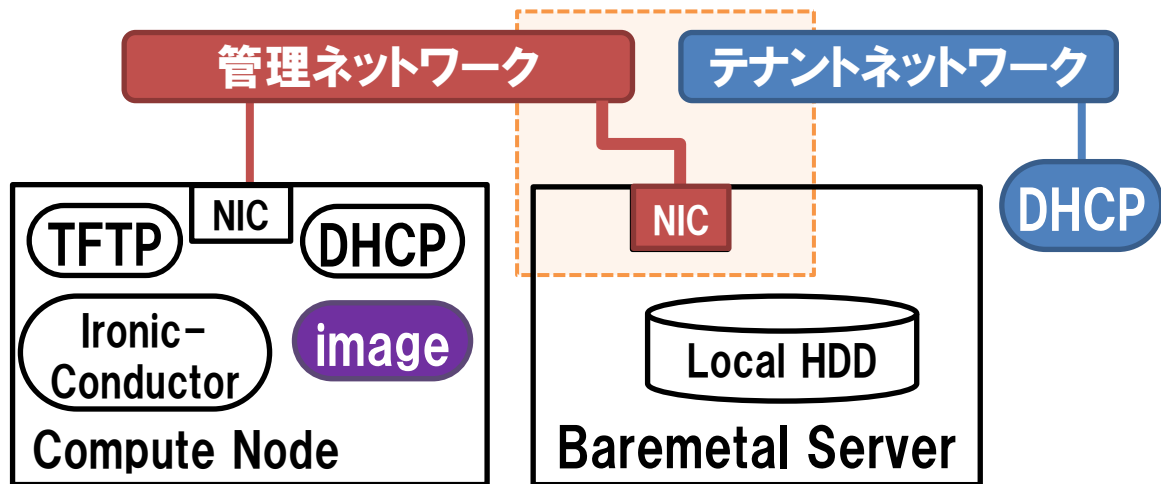 管理ネットワーク
テナントネットワーク
NIC
TFTP
DHCP
Ironic-
Conductor
image
Compute Node
NIC
Local HDD
Baremetal Server
DHCP